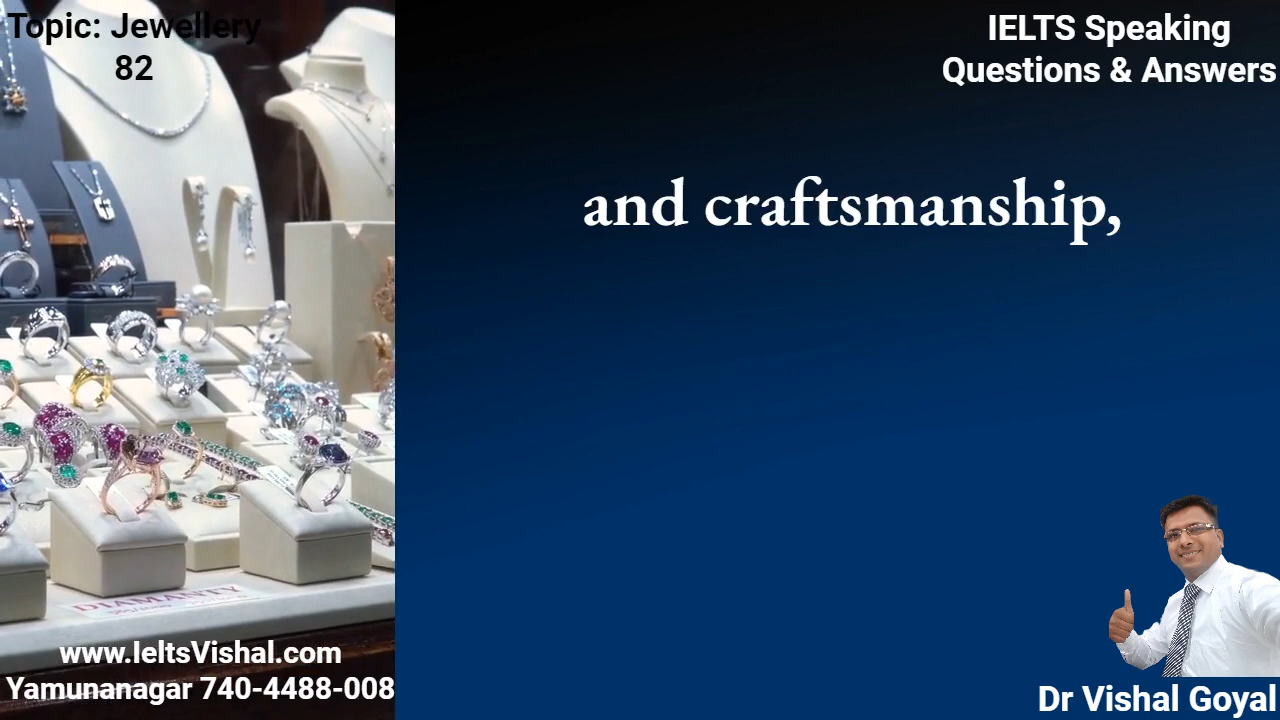 Topic: Jewellery
82
IELTS Speaking
Questions & Answers
and craftsmanship,
DIAMANTY
www.IeltsVishal.com
Yamunanagar 740-4488-008
Dr Vishal Goyal